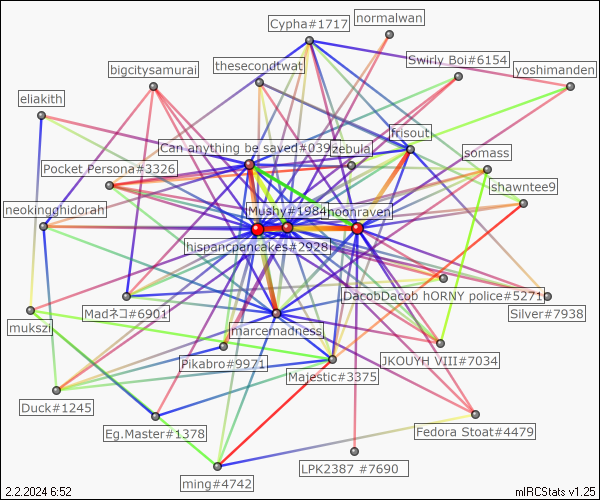 Cypha#1717
normalwan
thesecondtwat
Swirly Boi#6154
bigcitysamurai
yoshimanden
eliakith
frisout
Can anything be saved#039
zebula
somass
Pocket Persona#3326
shawntee9
neokingghidorah
Mushy#1984
noonraven
hispancpancakes#2928
DacobDacob hORNY police#5271
Madネコ#6901
Silver#7938
mukszi
marcemadness
Pikabro#9971
JKOUYH VIII#7034
Majestic#3375
Duck#1245
Eg.Master#1378
Fedora Stoat#4479
ming#4742
LPK2387 #7690
2.2.2024 6:52
mIRCStats v1.25